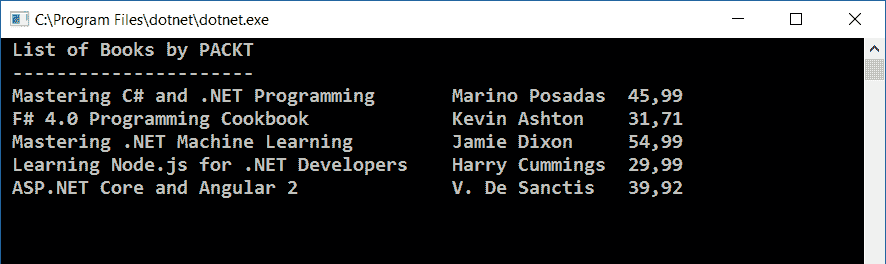 C:\Program Files\dotnet\dotnet.exe
List of Books by PACKT
----------------------
Mastering C# and .NET Programming Marino Posadas 45,99
F# 4.0 Programming Cookbook Kevin Ashton 31,71
Mastering .NET Machine Learning Jamie Dixon 54,99
Learning Node.js for .NET Developers Harry Cummings 29,99
ASP.NET Core and Angular 2 V. De Sanctis 39,92